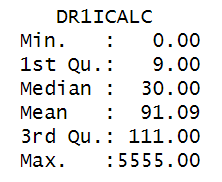 DR1ICALC
Min. : 0.00
1st Qu.: 9.00
Median : 30.00
Mean : 91.09
3rd Qu.: 111.00
Max. :5555.00